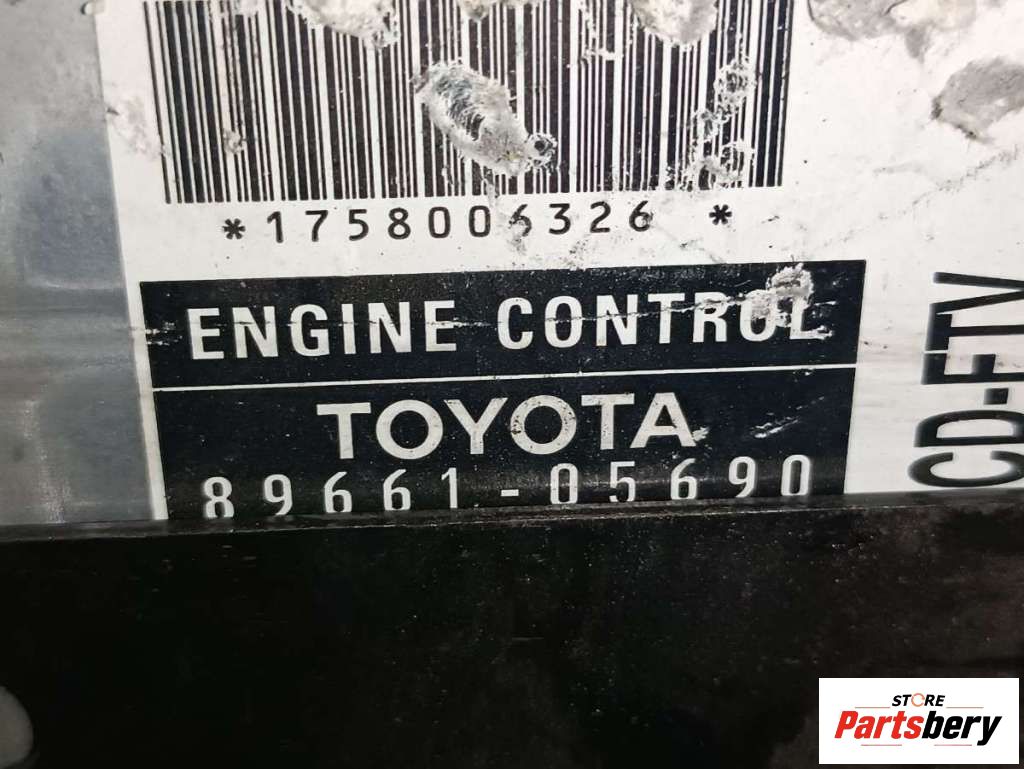 *1758006326 *
ENGINE CONTROL
TOYOTA
89661-05690
CD-FTV
STORE
Partsbery